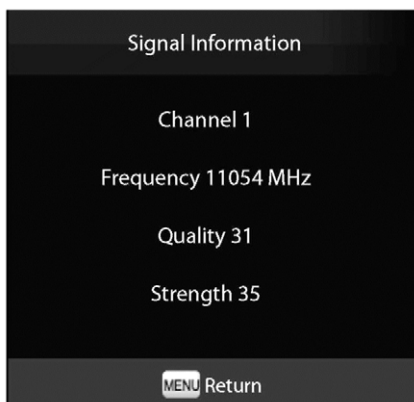 Signal Information
Channel 1
Frequency 11054 MHz
Quality 31
Strength 35
MENU Return